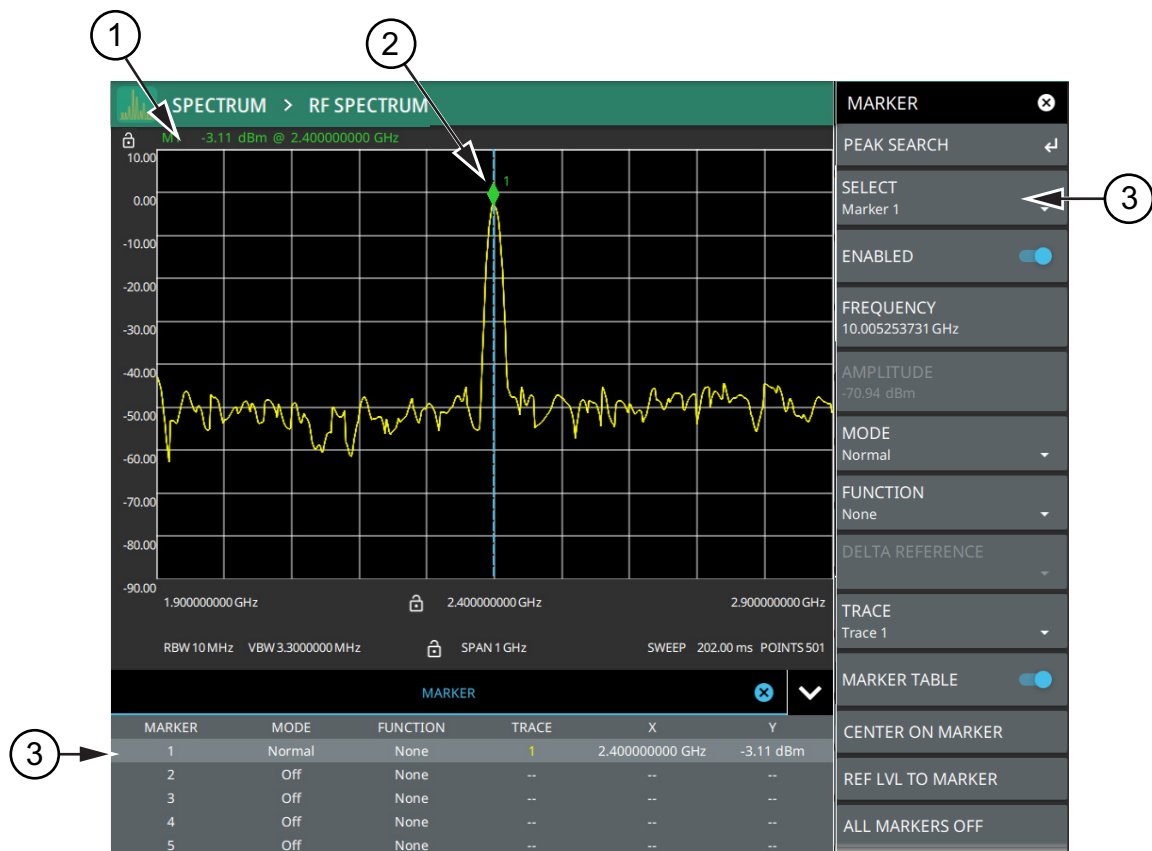 1
2
SPECTRUM > RF SPECTRUM
M1 -3.11 dBm @ 2.400000000 GHz
1
10.00
0.00
-10.00
-20.00
-30.00
-40.00
-50.00
-60.00
-70.00
-80.00
-90.00
1.900000000 GHz 2.400000000 GHz 2.900000000 GHz
RBW 10 MHz VBW 3.3000000 MHz SPAN 1 GHz SWEEP 202.00 ms POINTS 501
MARKER
MARKER MODE FUNCTION TRACE X Y
1 Normal None 1 2.400000000 GHz -3.11 dBm
2 Off None -- -- --
3 Off None -- -- --
4 Off None -- -- --
5 Off None -- -- --
3
MARKER
PEAK SEARCH
SELECT
Marker 1
3
ENABLED
FREQUENCY
10.005253731 GHz
AMPLITUDE
-70.94 dBm
MODE
Normal
FUNCTION
None
DELTA REFERENCE
TRACE
Trace 1
MARKER TABLE
CENTER ON MARKER
REF LVL TO MARKER
ALL MARKERS OFF